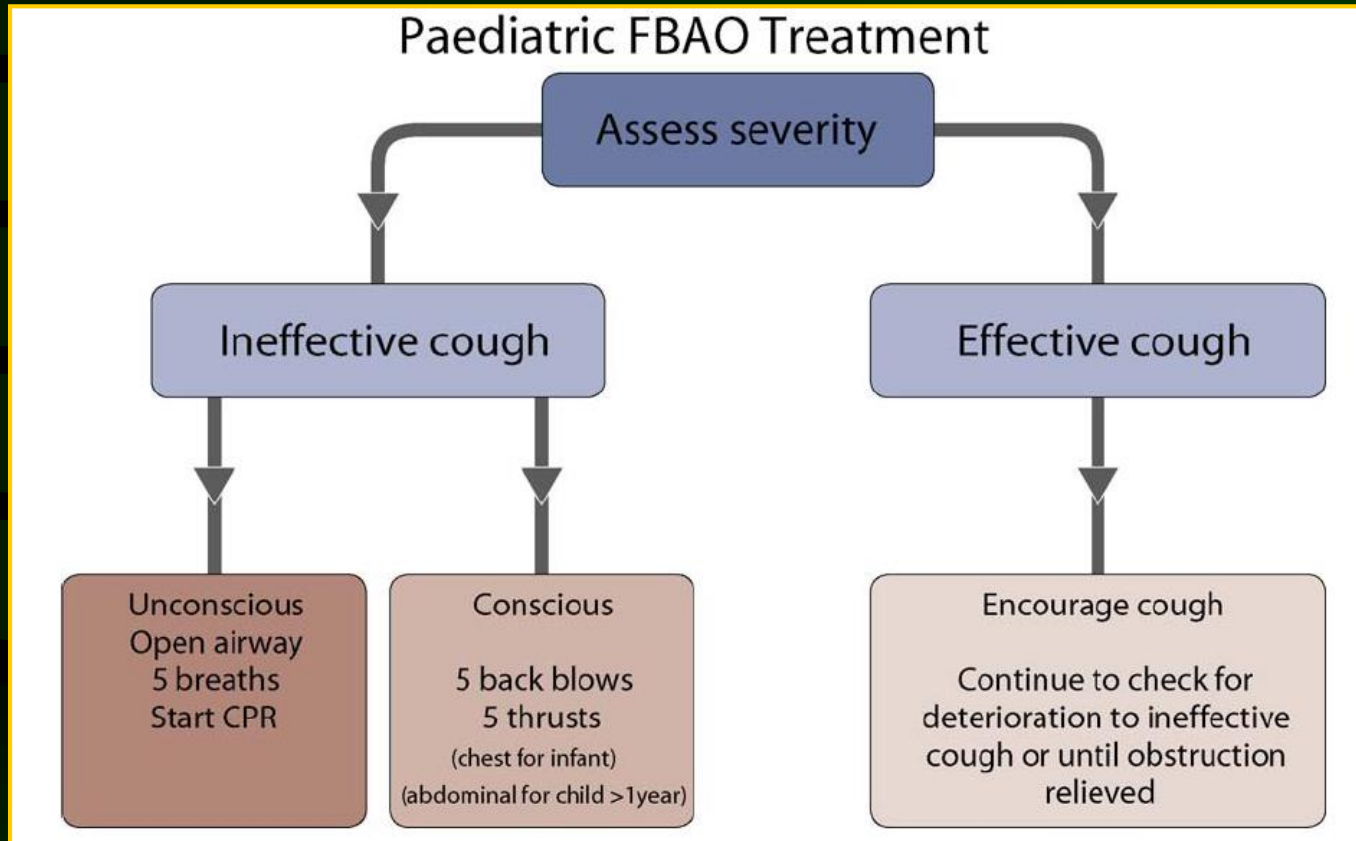 Paediatric FBAO Treatment
Assess severity
Ineffective cough
Effective cough
Unconscious
Open airway
5 breaths
Start CPR
Conscious
5 back blows
5 thrusts
(chest for infant)
(abdominal for child >1year)
Encourage cough
Continue to check for
deterioration to ineffective
cough or until obstruction
relieved